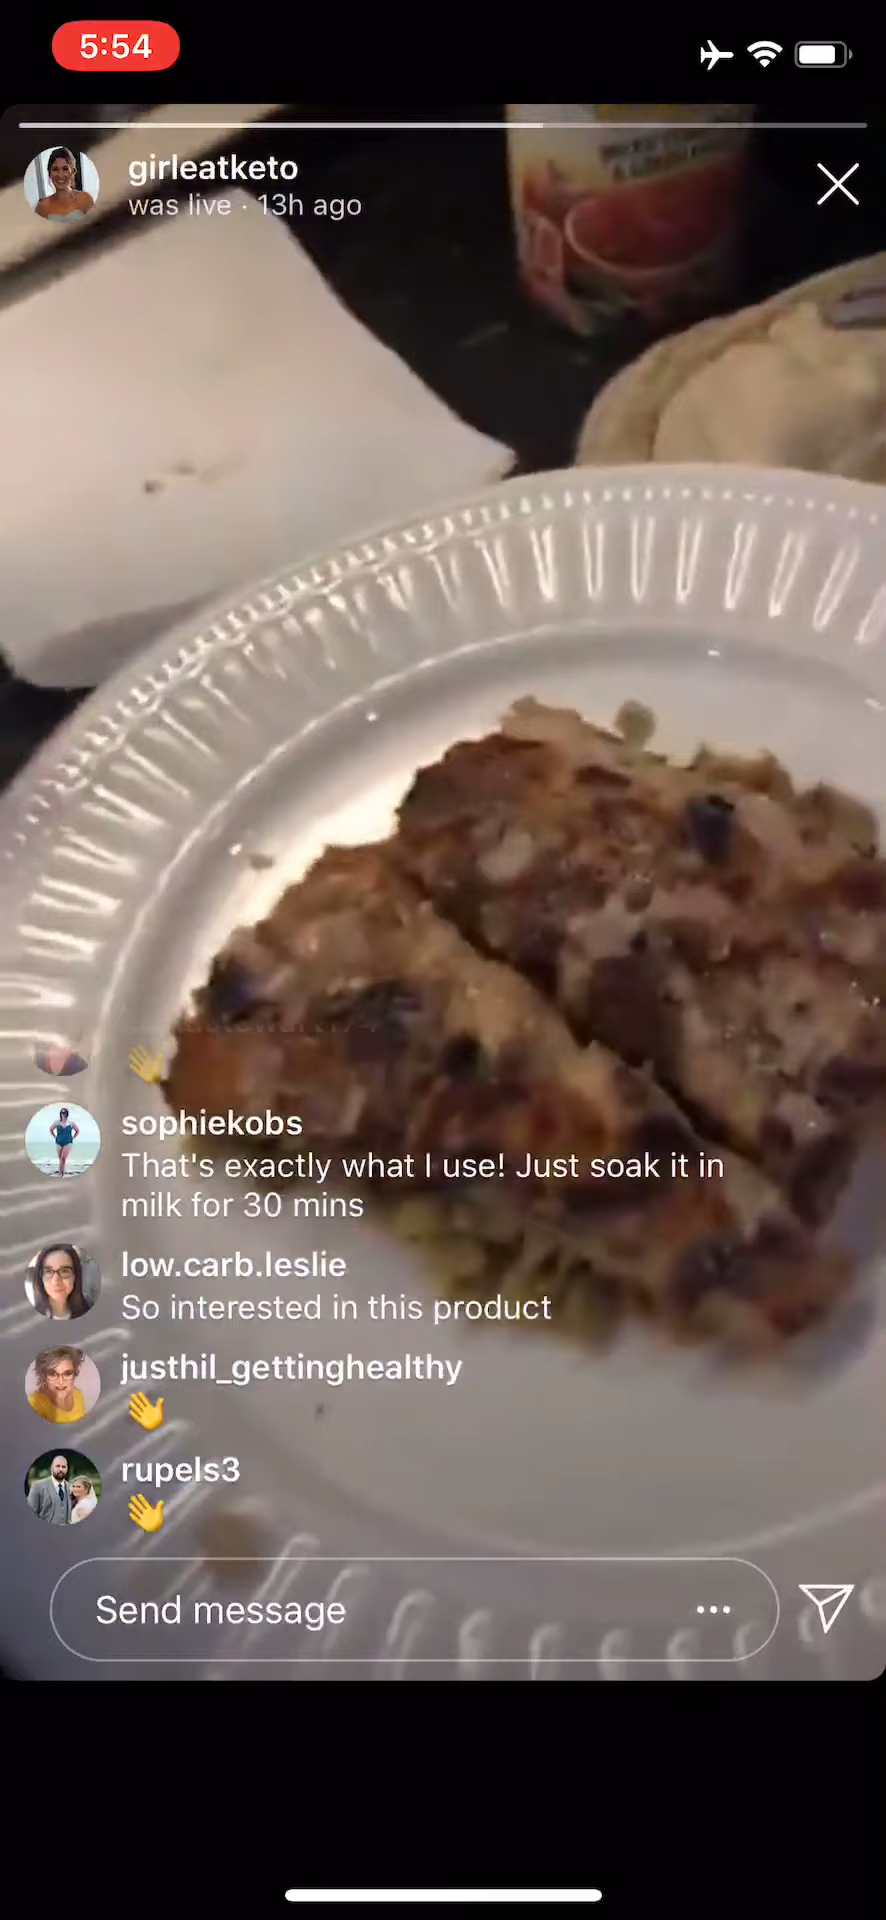 5:54
girleatketo
was live · 13h ago
sophiekobs
That's exactly what I use! Just soak it in
milk for 30 mins
low.carb.leslie
So interested in this product
justhil_gettinghealthy
👋
rupels3
👋
Send message